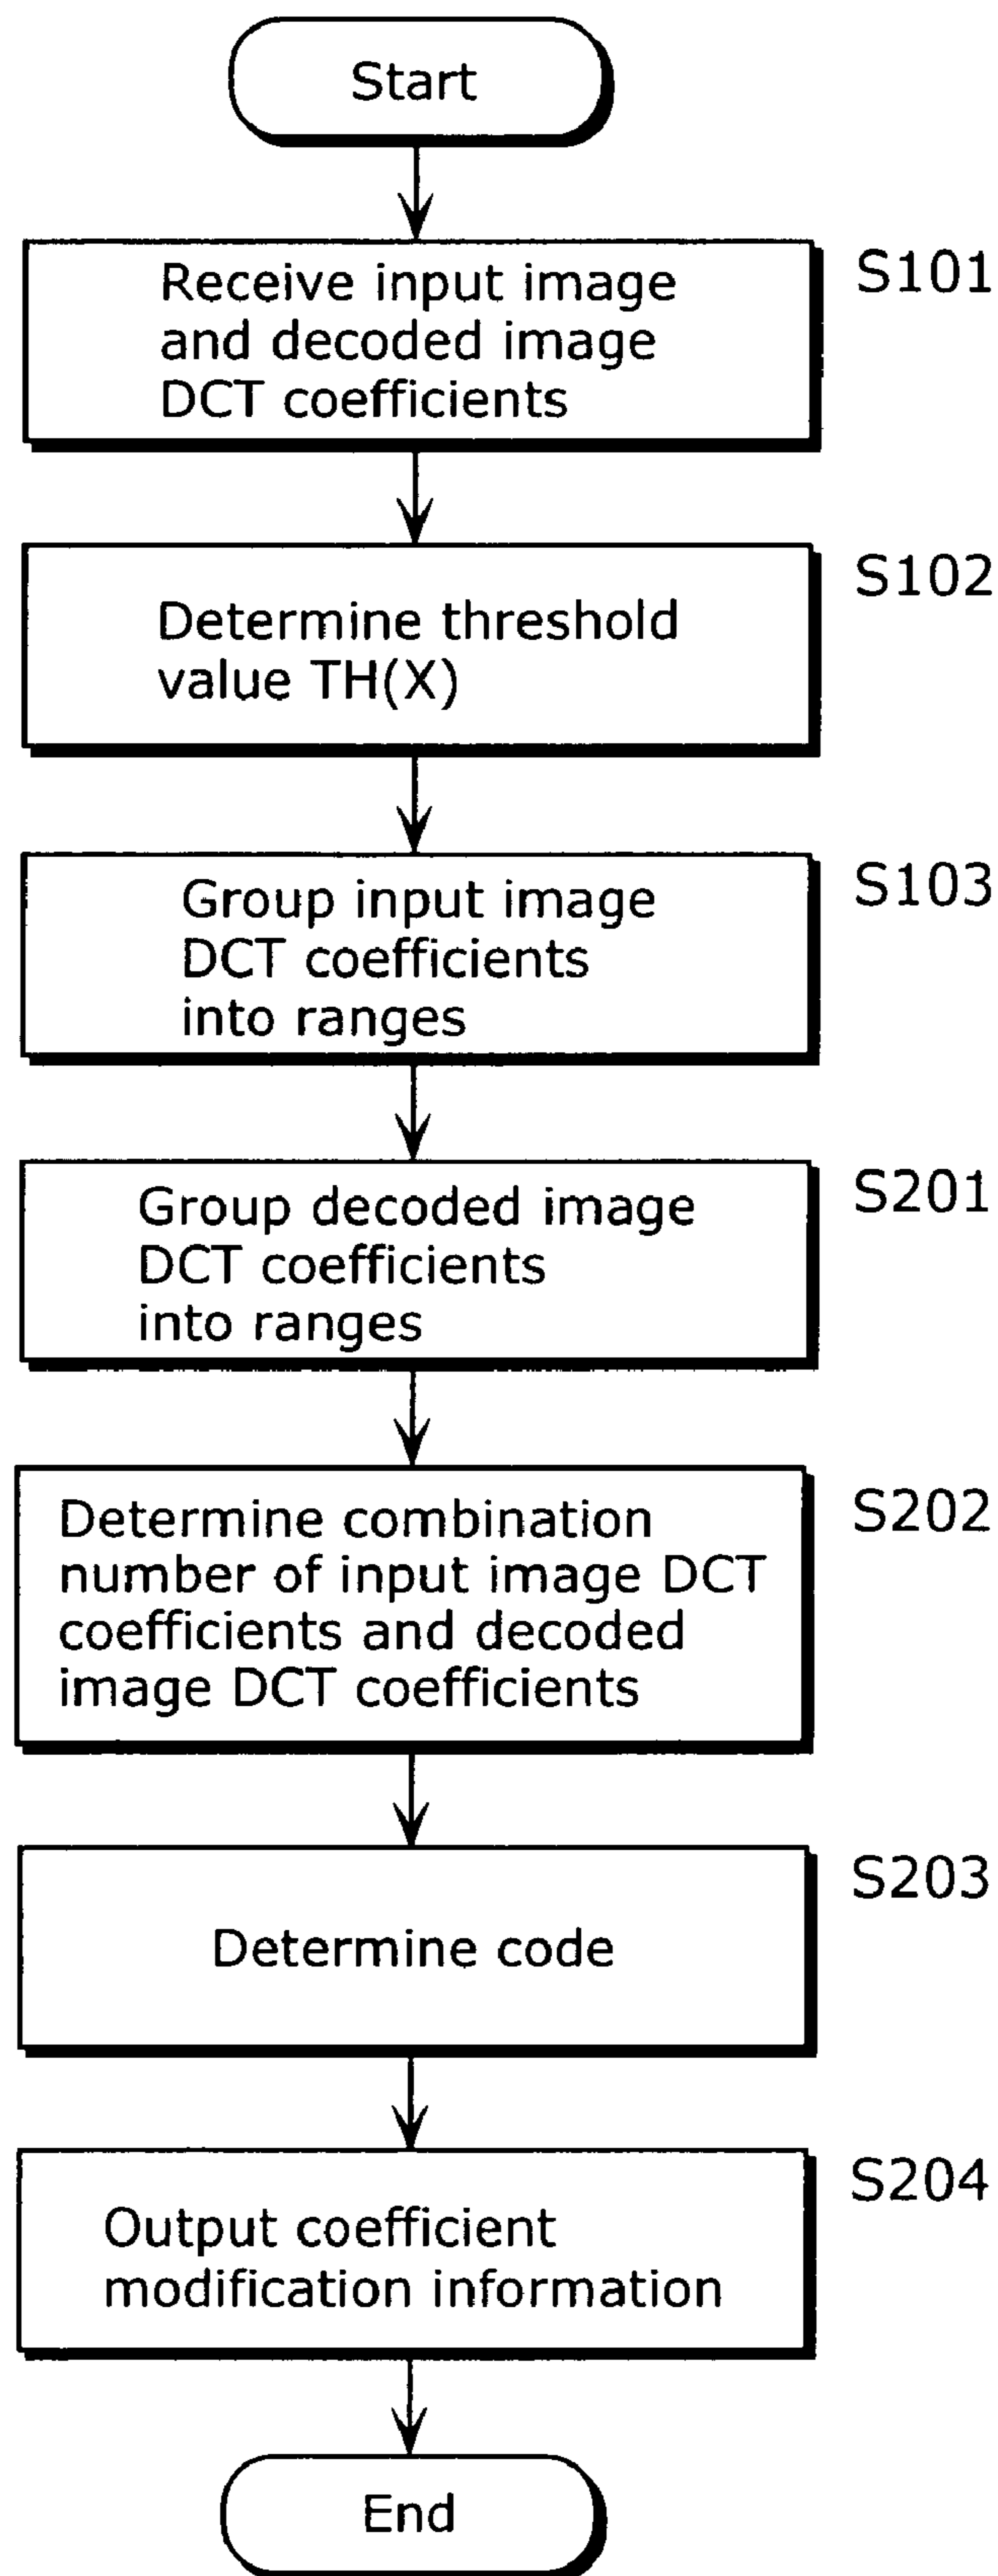 Start
Receive input image
and decoded image
DCT coefficients
S101
Determine threshold
value TH(X)
S102
Group input image
DCT coefficients
into ranges
S103
Group decoded image
DCT coefficients
into ranges
S201
Determine combination
number of input image DCT
coefficients and decoded
image DCT coefficients
S202
Determine code
S203
Output coefficient
modification information
S204
End